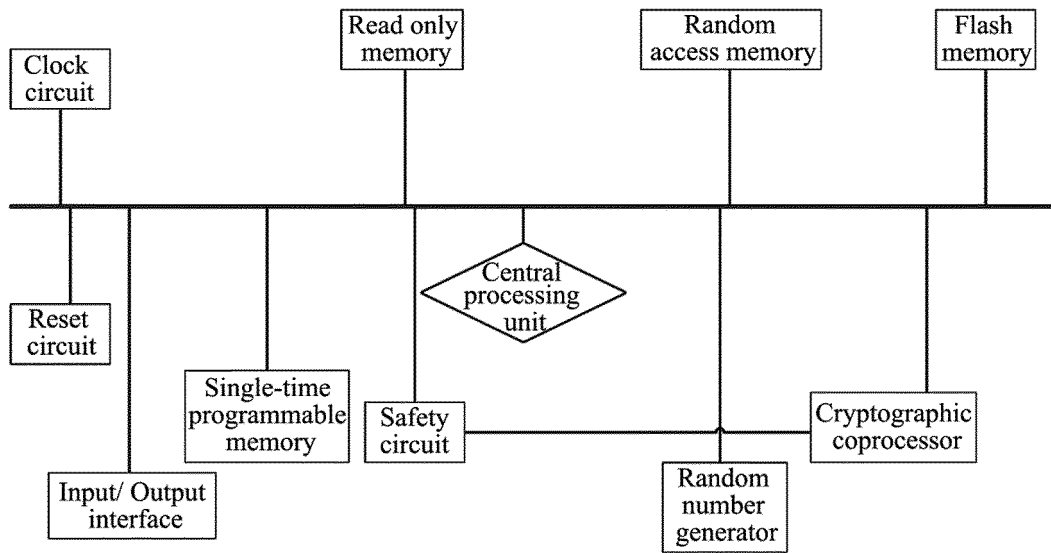 Read only
memory
Random
access memory
Flash
memory
Clock
circuit
Central
processing
unit
Reset
circuit
Single-time
programmable
memory
Safety
circuit
Cryptographic
coprocessor
Input/ Output
interface
Random
number
generator